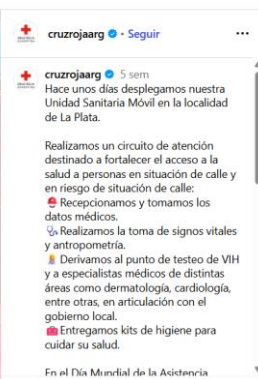 cruzrojaarg • Seguir
cruzrojaarg 5 sem
Hace unos días desplegamos nuestra
Unidad Sanitaria Móvil en la localidad
de La Plata.
Realizamos un circuito de atención
destinado a fortalecer el acceso a la
salud a personas en situación de calle y
en riesgo de situación de calle:
Recepcionamos y tomamos los
datos médicos.
Realizamos la toma de signos vitales
y antropometría.
Derivamos al punto de testeo de VIH
y a especialistas médicos de distintas
áreas como dermatología, cardiología,
entre otras, en articulación con el
gobierno local.
Entregamos kits de higiene para
cuidar su salud.
En el Día Mundial de la Asistencia